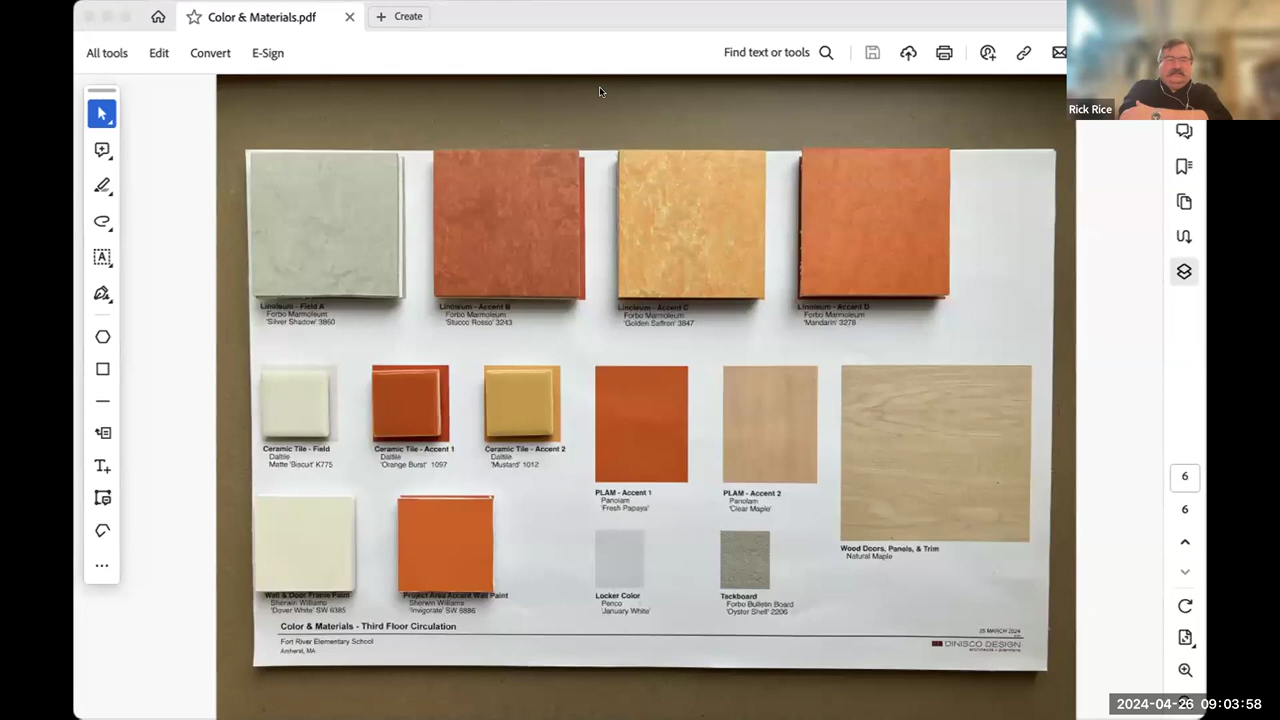 Color & Materials.pdf
Create
All tools
Edit
Convert
E-Sign
Find text or tools
Rick Rice
Linoleum - Field A
Forbo Marmoleum
'Silver Shadow' 3860
Linoleum - Accent B
Forbo Marmoleum
'Stucco Rosso' 3243
Linoleum - Accent C
Forbo Marmoleum
'Golden Saffron' 3847
Linoleum - Accent D
Forbo Marmoleum
'Mandarin' 3278
Ceramic Tile - Field
Daltile
Matte 'Biscuit' K775
Ceramic Tile - Accent 1
Daltile
'Orange Burst' 1097
Ceramic Tile - Accent 2
Daltile
'Mustard' 1012
PLAM - Accent 1
Panolam
'Fresh Papaya'
PLAM - Accent 2
Panolam
'Clear Maple'
Wood Doors, Panels, & Trim
Natural Maple
Wall & Door Frame Paint
Sherwin Williams
'Dover White' SW 6385
Project Area Accent Wall Paint
Sherwin Williams
'Invigorate' SW 6886
Locker Color
Penco
'January White'
Tackboard
Forbo Bulletin Board
'Oyster Shell' 2206
Color & Materials - Third Floor Circulation
Fort River Elementary School
Amherst, MA
25 MARCH 2024
DINISCO DESIGN
6
6
2024-04-26 09:03:58